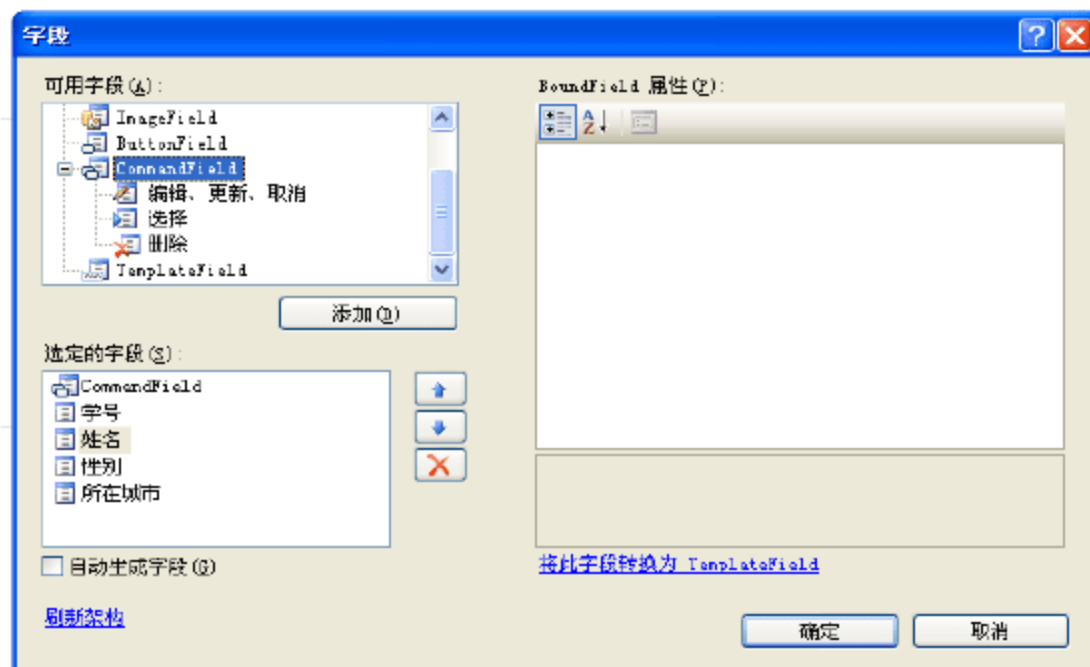 字段
可用字段(A):
ImageField
ButtonField
CommandField
编辑、更新、取消
选择
删除
TemplateField
添加(D)
选定的字段(S):
CommandField
学号
姓名
性别
所在城市
自动生成字段(G)
刷新架构
BoundField 属性(P):
将此字段转换为 TemplateField
确定
取消